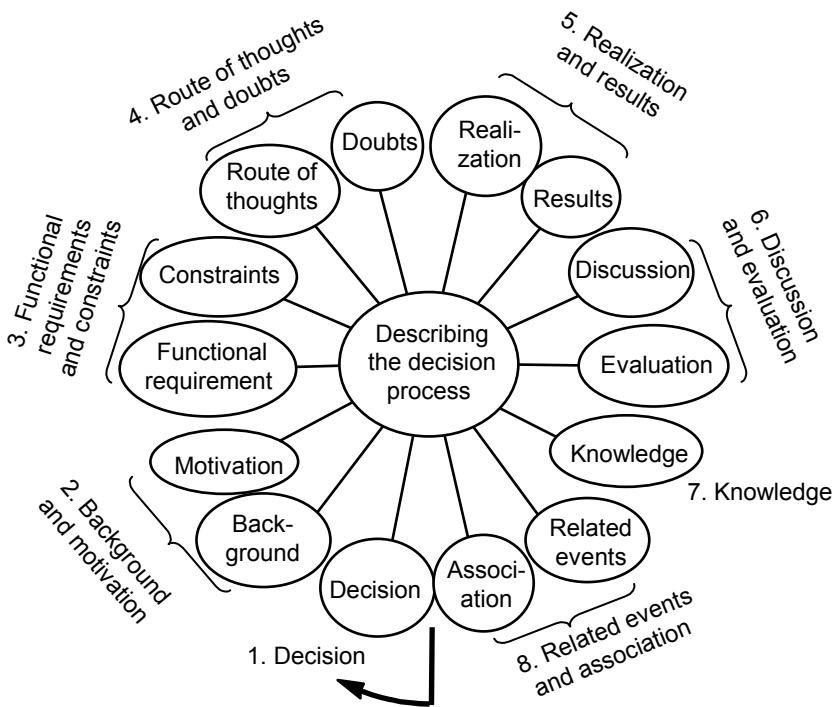 4. Route of thoughts
and doubts
5. Realization
and results
Doubts
Reali-
zation
Route of
thoughts
Results
3. Functional
requirements
and constraints
Constraints
Discussion
6. Discussion
and evaluation
Describing
the decision
process
Functional
requirement
Evaluation
Motivation
Knowledge
7. Knowledge
2. Background
and motivation
Back-
ground
Related
events
Decision
Associ-
ation
1. Decision
8. Related events
and association